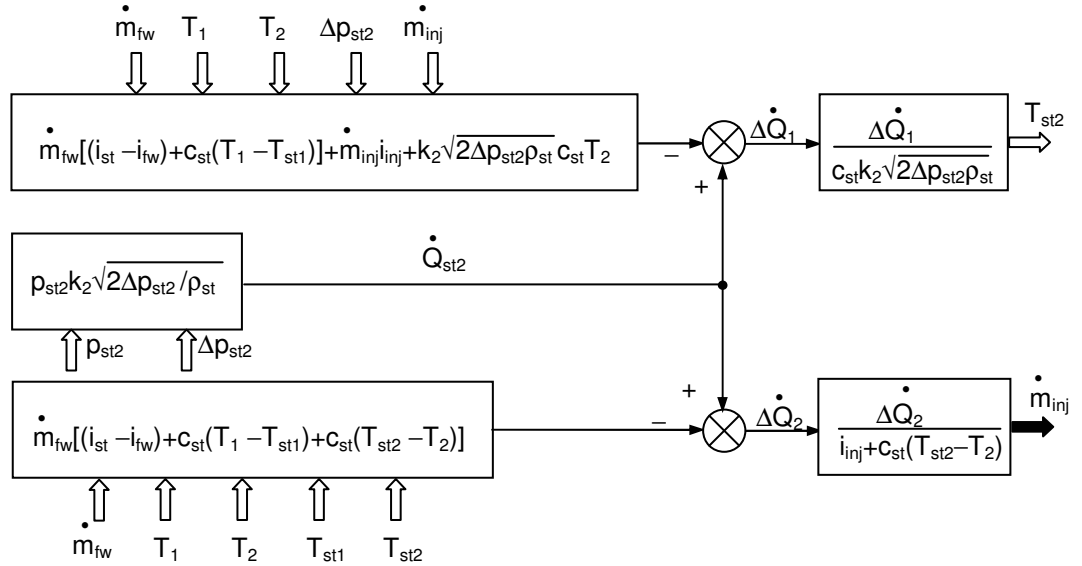 ṁfw T1 T2 Δpst2 ṁinj
ṁfw[(ist −ifw)+cst(T1 −Tst1)]+ṁinjiinj+k2√2Δpst2ρst cstT2
−
+
ΔQ̇1
ΔQ̇1
cstk2√2Δpst2ρst
Tst2
pst2k2√2Δpst2 /ρst
Q̇st2
pst2 Δpst2
ṁfw[(ist −ifw)+cst(T1 −Tst1)+cst(Tst2 −T2)]
+
−
ΔQ̇2
ΔQ̇2
iinj+cst(Tst2−T2)
ṁinj
ṁfw T1 T2 Tst1 Tst2